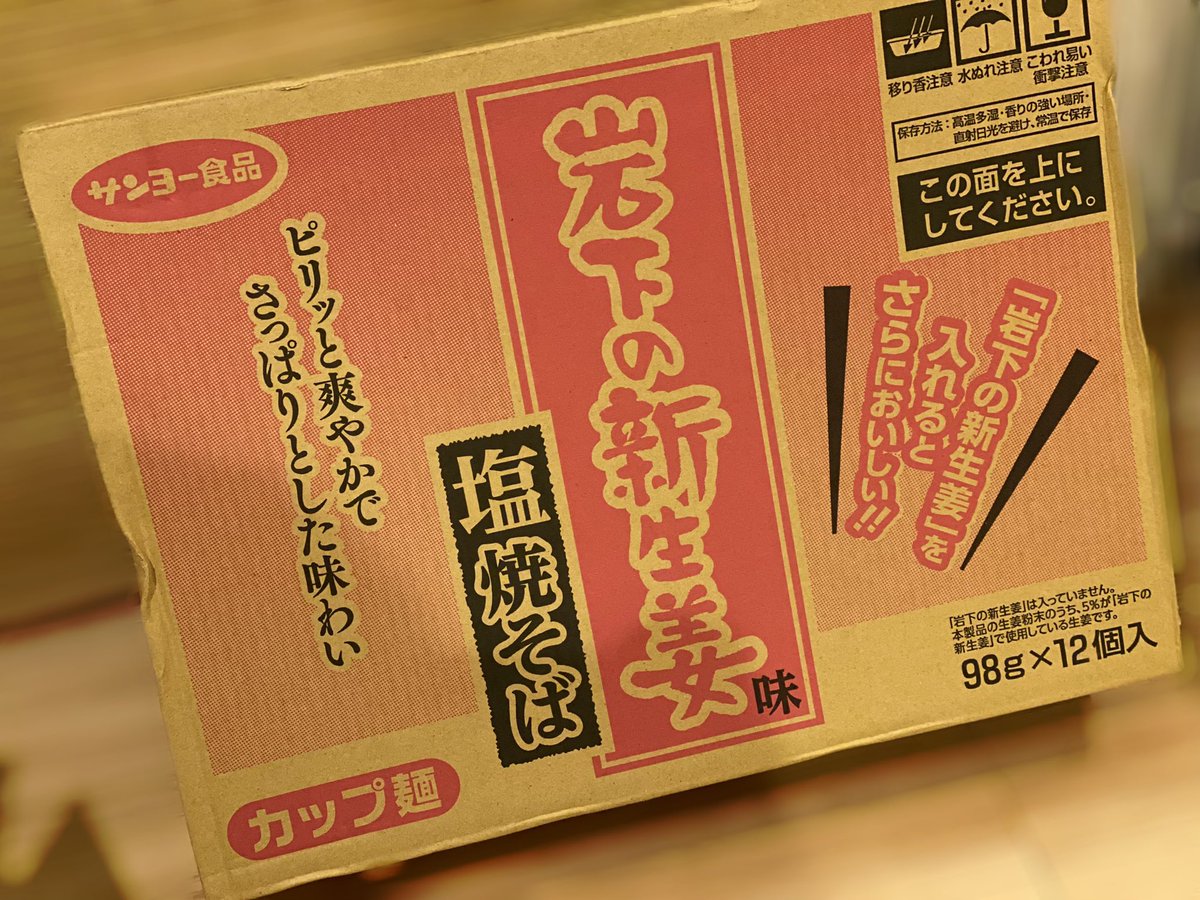 サンヨー食品
ピリッと爽やかで
さっぱりとした味わい
カップ麺
岩下の新生姜
味
塩焼そば
移り香注意
水ぬれ注意
こわれ易い
衝撃注意
保存方法：高温多湿・香りの強い場所・
直射日光を避け、常温で保存
この面を上に
してください。
「岩下の新生姜」を
入れると
さらにおいしい!!
「岩下の新生姜」は入っていません。
本製品の生姜粉末のうち、5%が「岩下の
新生姜」で使用している生姜です。
98g×12個入